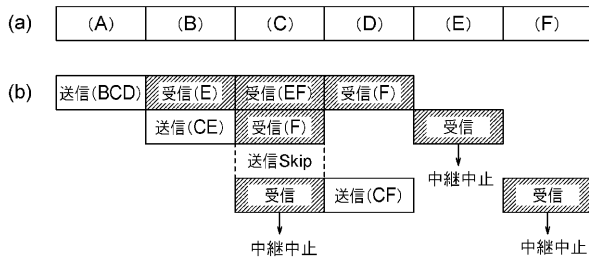 (a) (A) (B) (C) (D) (E) (F)
(b) 送信(BCD) 受信(E) 受信(EF) 受信(F)
送信(CE) 受信(F) 受信
送信Skip
中継中止
受信 送信(CF) 受信
中継中止 中継中止